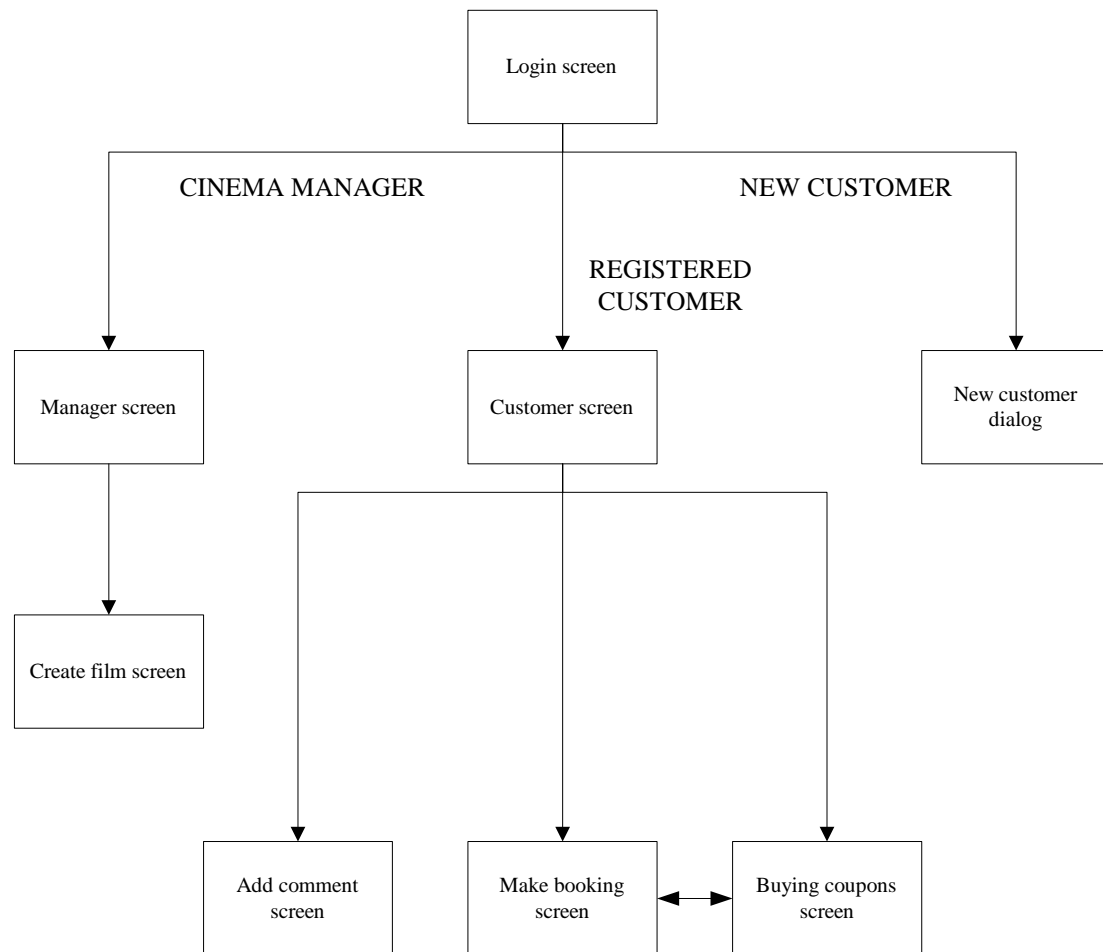 Login screen
CINEMA MANAGER
NEW CUSTOMER
REGISTERED
CUSTOMER
Manager screen
Customer screen
New customer
dialog
Create film screen
Add comment
screen
Make booking
screen
Buying coupons
screen